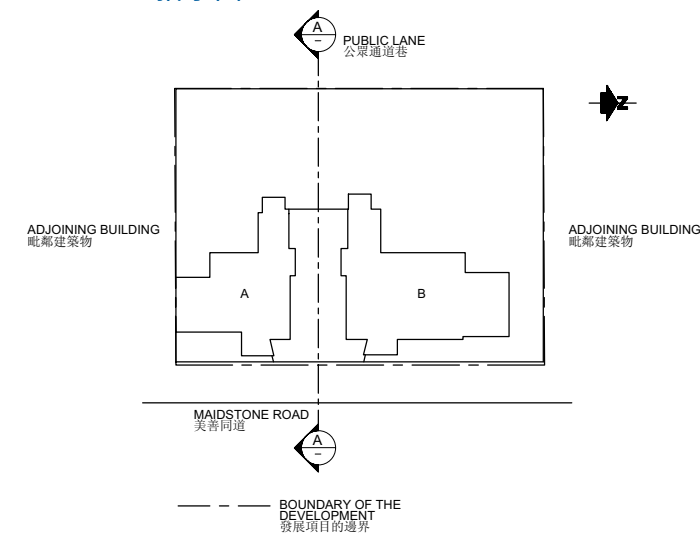 A
–
PUBLIC LANE
公眾通道巷
Z
ADJOINING BUILDING
毗鄰建築物
ADJOINING BUILDING
毗鄰建築物
A
B
MAIDSTONE ROAD
美善同道
A
–
BOUNDARY OF THE
DEVELOPMENT
發展項目的邊界